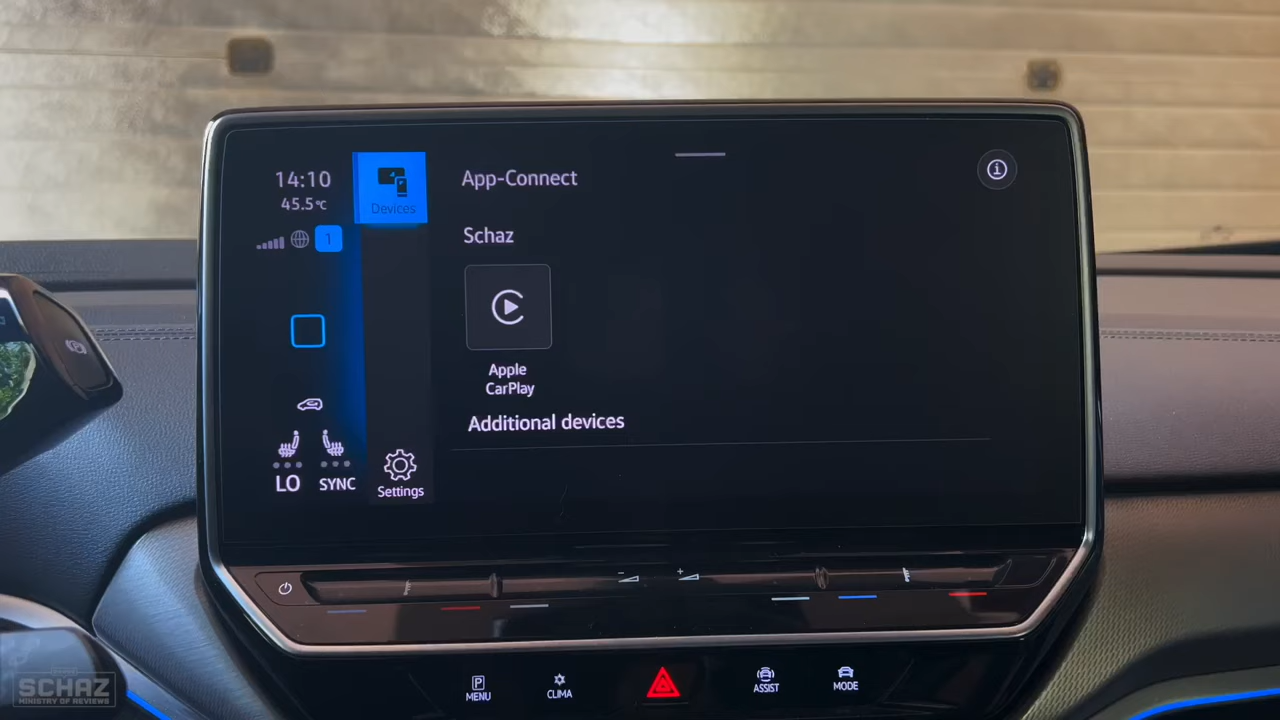 14:10
45.5°C
1
Devices
App-Connect
Schaz
Apple
CarPlay
Additional devices
LO
SYNC
Settings
P
MENU
CLIMA
ASSIST
MODE
SCHAZ
MINISTRY OF REVIEWS